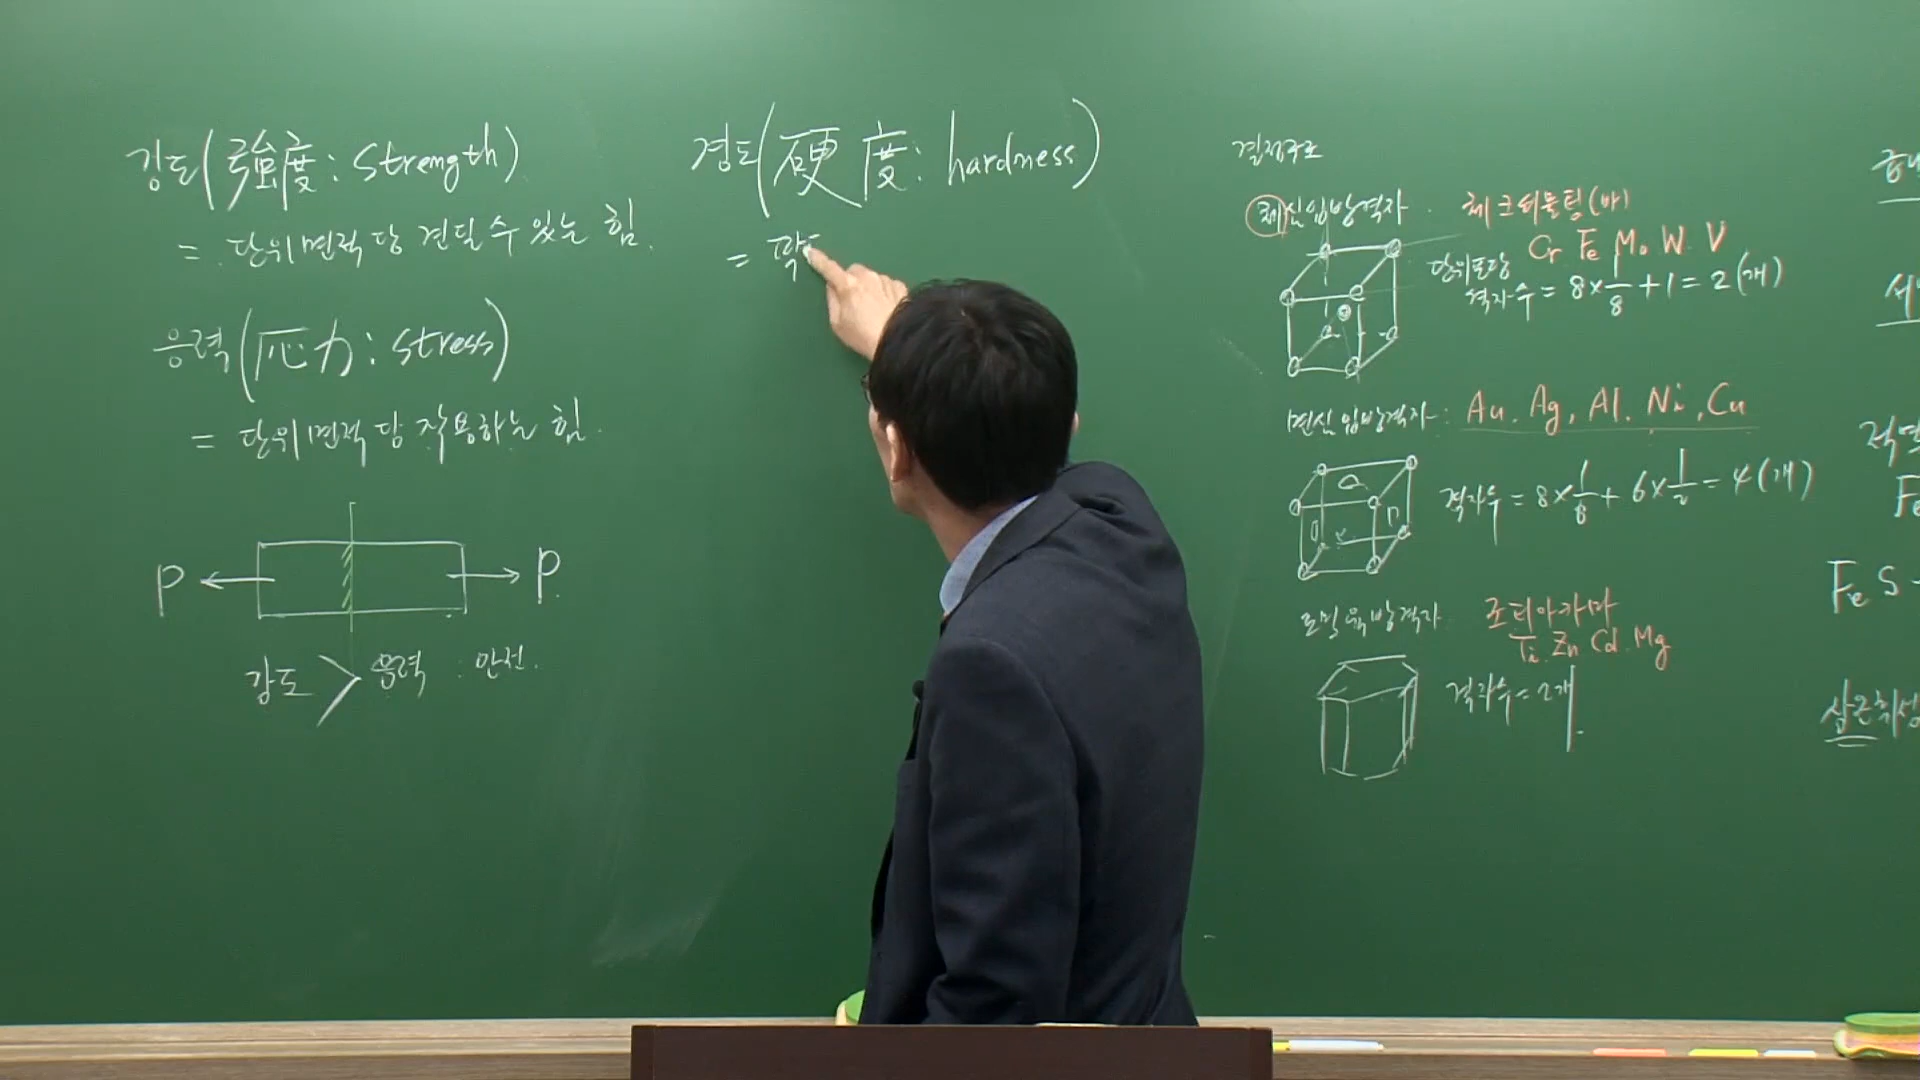 강도(強度: strength)
= 단위면적 당 견딜 수 있는 힘.
응력(応力: stress)
= 단위면적 당 작용하는 힘.
P P
강도 > 응력 : 안전.
경도(硬度: hardness)
= 딱
결정구조
체심입방격자. 체크페몰텅(바)
Cr Fe Mo W V
단위포당
격자수 = 8×1/8+1=2(개)
면심입방격자: Au. Ag, Al. Ni, Cu
격자수 = 8×1/8+6×1/2=4(개)
조밀육방격자 조티아카마
Ti. Zn Cd. Mg
격자수=2개
Fe
Fe S